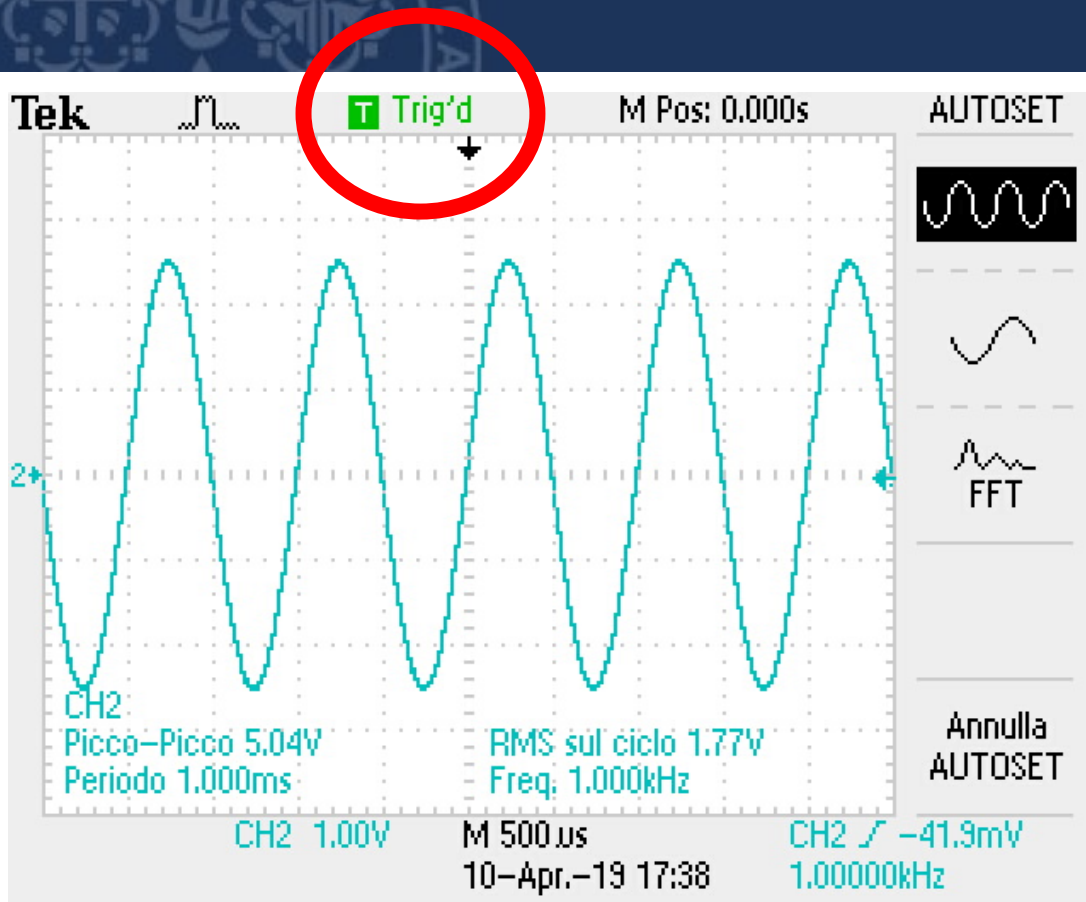 Tek T Trig'd M Pos: 0.000s AUTOSET
2
FFT
CH2
Picco-Picco 5.04V RMS sul ciclo 1.77V
Periodo 1.000ms Freq. 1.000kHz
Annulla
AUTOSET
CH2 1.00V M 500µs CH2 -41.9mV
10-Apr.-19 17:38 1.00000kHz